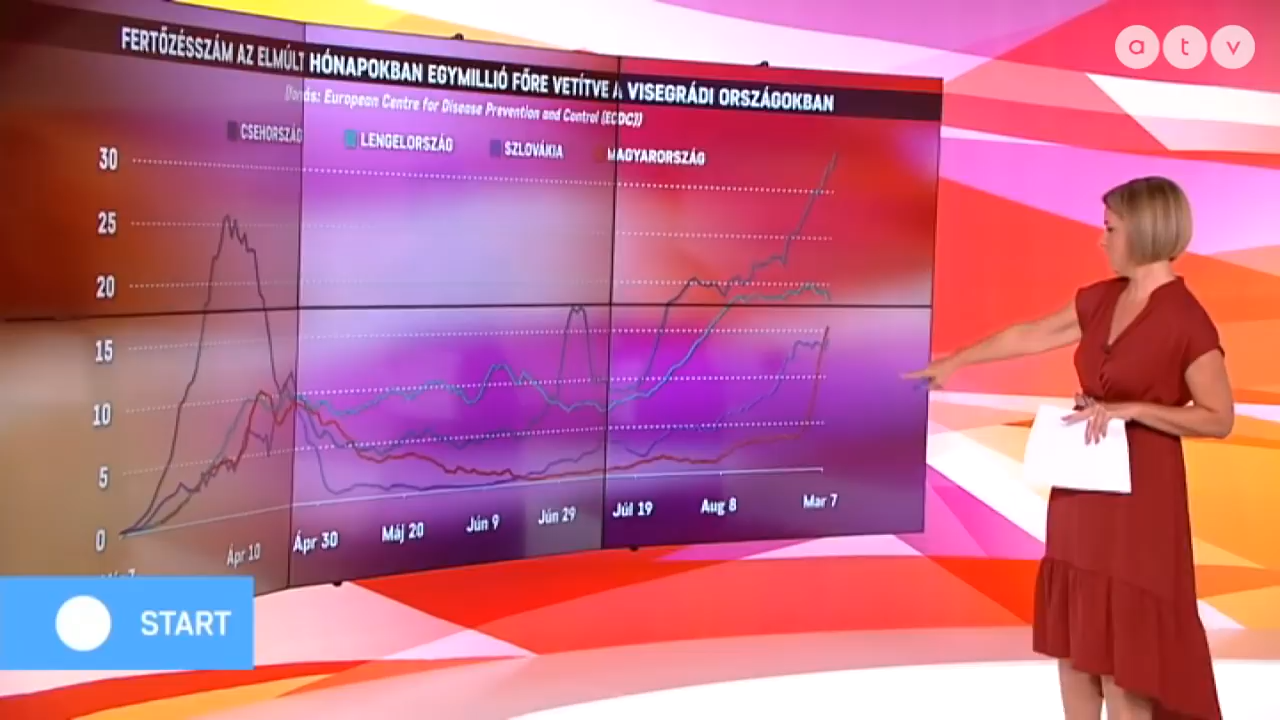 a t v
FERTŐZÉSSZÁM AZ ELMÚLT HÓNAPOKBAN EGYMILLIÓ FŐRE VETÍTVE A VISEGRÁDI ORSZÁGOKBAN
European Centre for Disease Prevention and Control (ECDC))
CSEHORSZÁG LENGELORSZÁG SZLOVÁKIA MAGYARORSZÁG
30
25
20
15
10
5
0
Ápr 10 Ápr 30 Máj 20 Jún 9 Jún 29 Júl 19 Aug 8 Mar 7
START